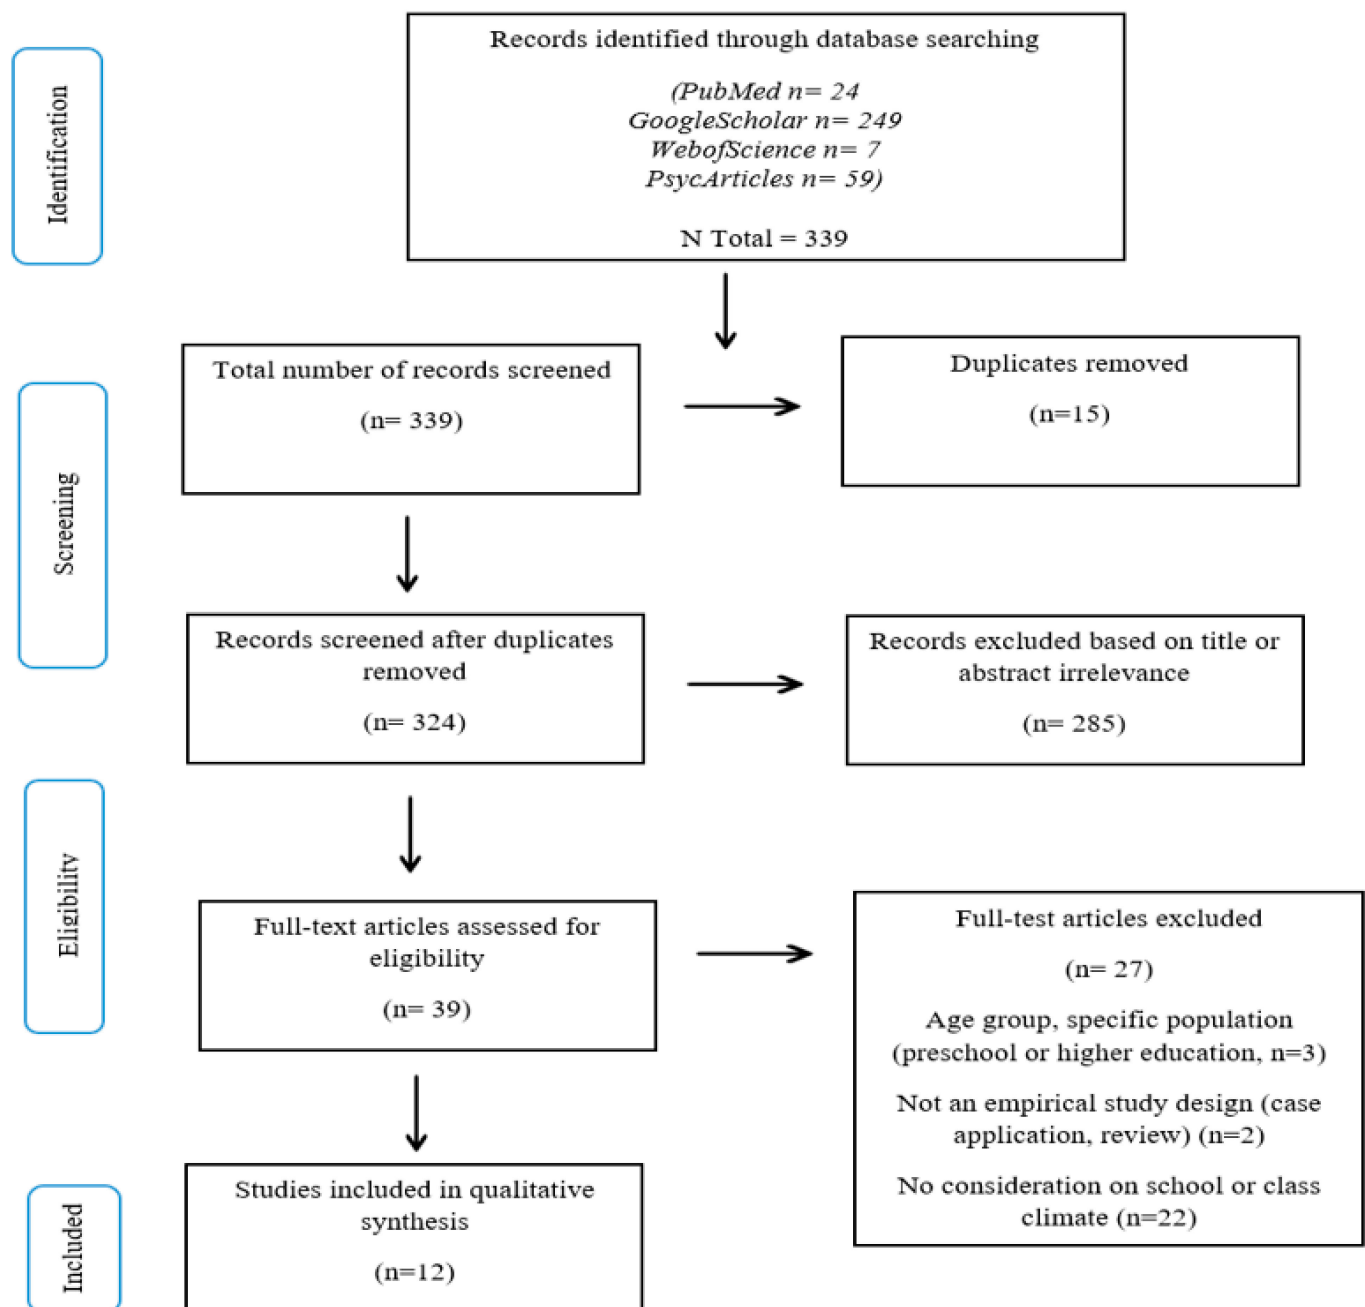 Identification
Records identified through database searching
(PubMed n= 24
GoogleScholar n= 249
WebofScience n= 7
PsycArticles n= 59)
N Total = 339
Screening
Total number of records screened
(n= 339)
Duplicates removed
(n=15)
Records screened after duplicates
removed
(n= 324)
Records excluded based on title or
abstract irrelevance
(n= 285)
Eligibility
Full-text articles assessed for
eligibility
(n= 39)
Full-test articles excluded
(n= 27)
Age group, specific population
(preschool or higher education, n=3)
Not an empirical study design (case
application, review) (n=2)
No consideration on school or class
climate (n=22)
Included
Studies included in qualitative
synthesis
(n=12)